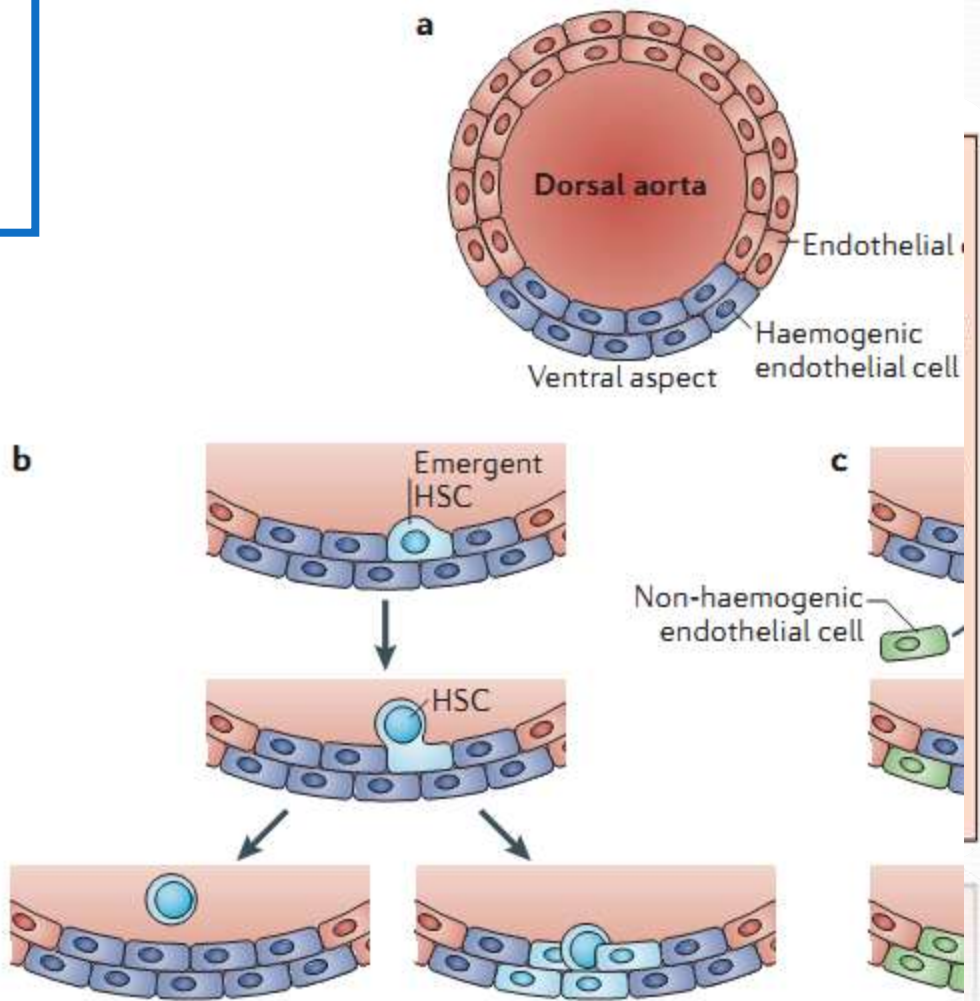 a
Dorsal aorta
Endothelial
Haemogenic
endothelial cell
Ventral aspect
b
Emergent
HSC
c
Non-haemogenic
endothelial cell
HSC